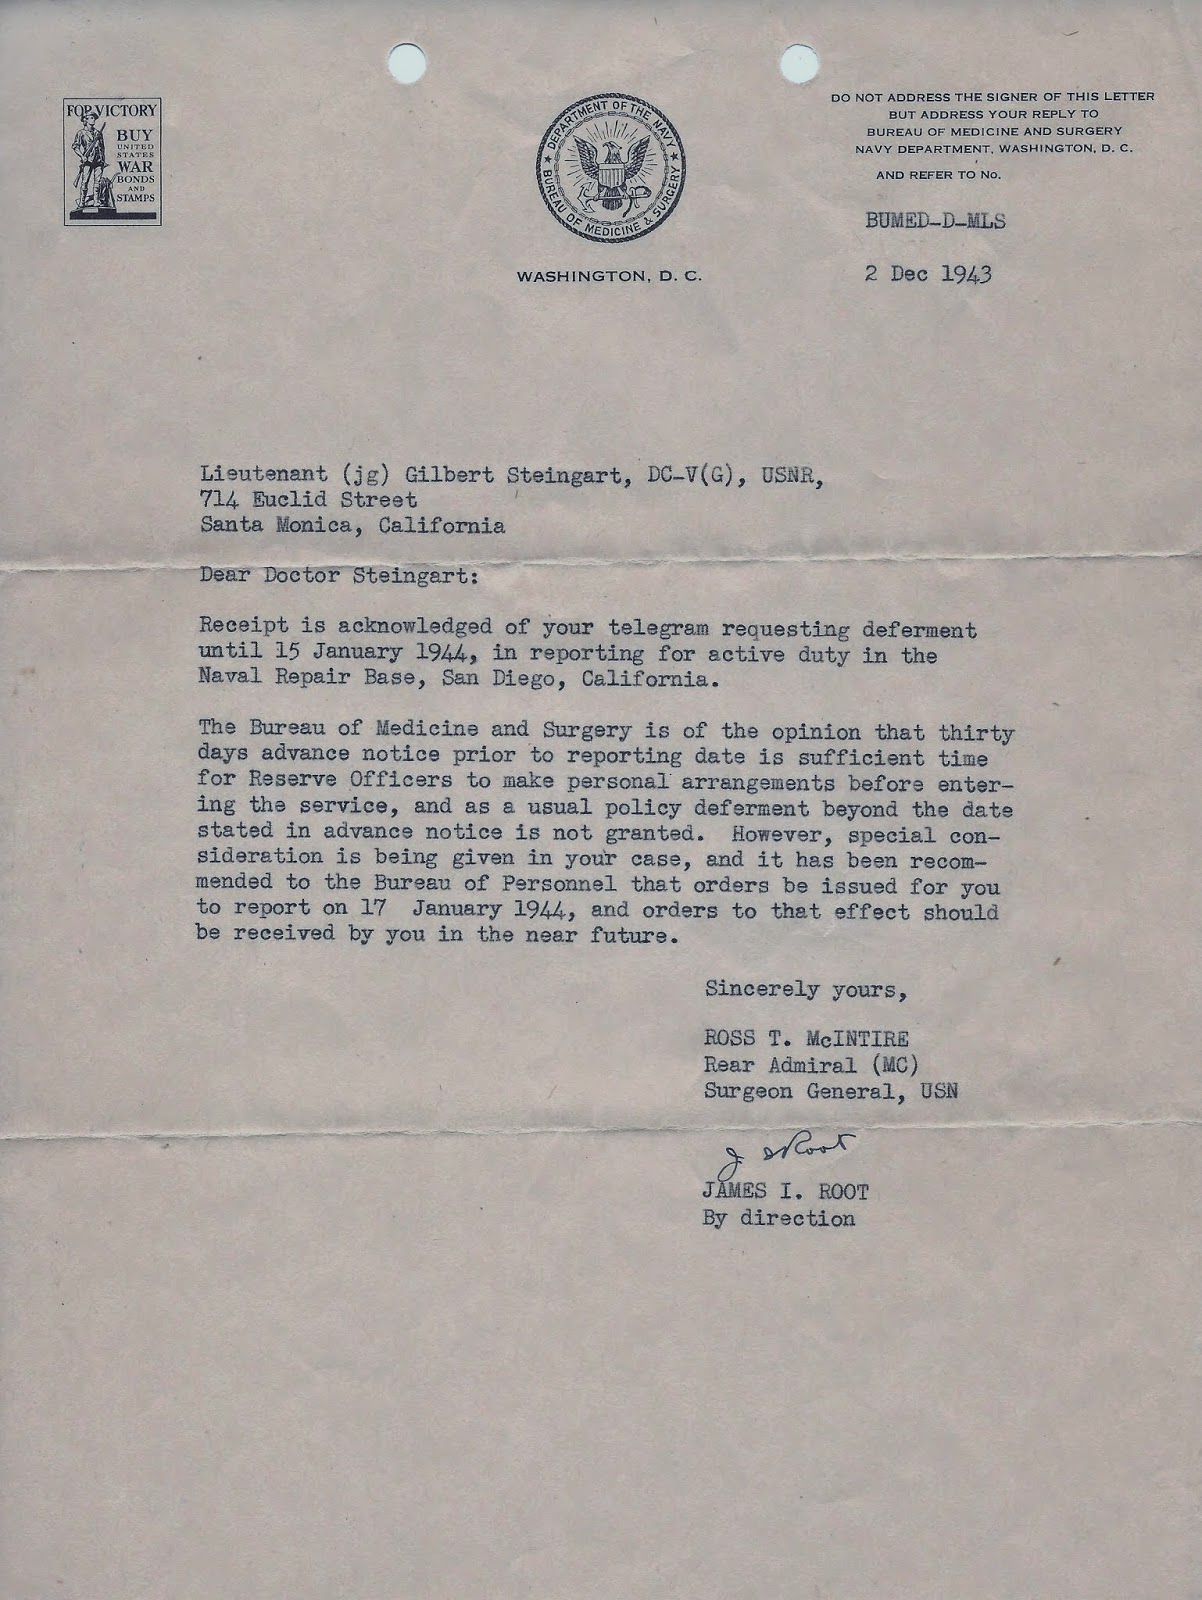 FOR VICTORY
BUY
UNITED
STATES
WAR
BONDS
AND
STAMPS
DEPARTMENT OF THE NAVY
BUREAU OF MEDICINE & SURGERY
WASHINGTON, D. C.
DO NOT ADDRESS THE SIGNER OF THIS LETTER
BUT ADDRESS YOUR REPLY TO
BUREAU OF MEDICINE AND SURGERY
NAVY DEPARTMENT, WASHINGTON, D. C.
AND REFER TO No.
BUMED-D-MLS
2 Dec 1943
Lieutenant (jg) Gilbert Steingart, DC-V(G), USNR,
714 Euclid Street
Santa Monica, California
Dear Doctor Steingart:
Receipt is acknowledged of your telegram requesting deferment
until 15 January 1944, in reporting for active duty in the
Naval Repair Base, San Diego, California.
The Bureau of Medicine and Surgery is of the opinion that thirty
days advance notice prior to reporting date is sufficient time
for Reserve Officers to make personal arrangements before enter-
ing the service, and as a usual policy deferment beyond the date
stated in advance notice is not granted.  However, special con-
sideration is being given in your case, and it has been recom-
mended to the Bureau of Personnel that orders be issued for you
to report on 17  January 1944, and orders to that effect should
be received by you in the near future.
Sincerely yours,
ROSS T. McINTIRE
Rear Admiral (MC)
Surgeon General, USN
J I Root
JAMES I. ROOT
By direction